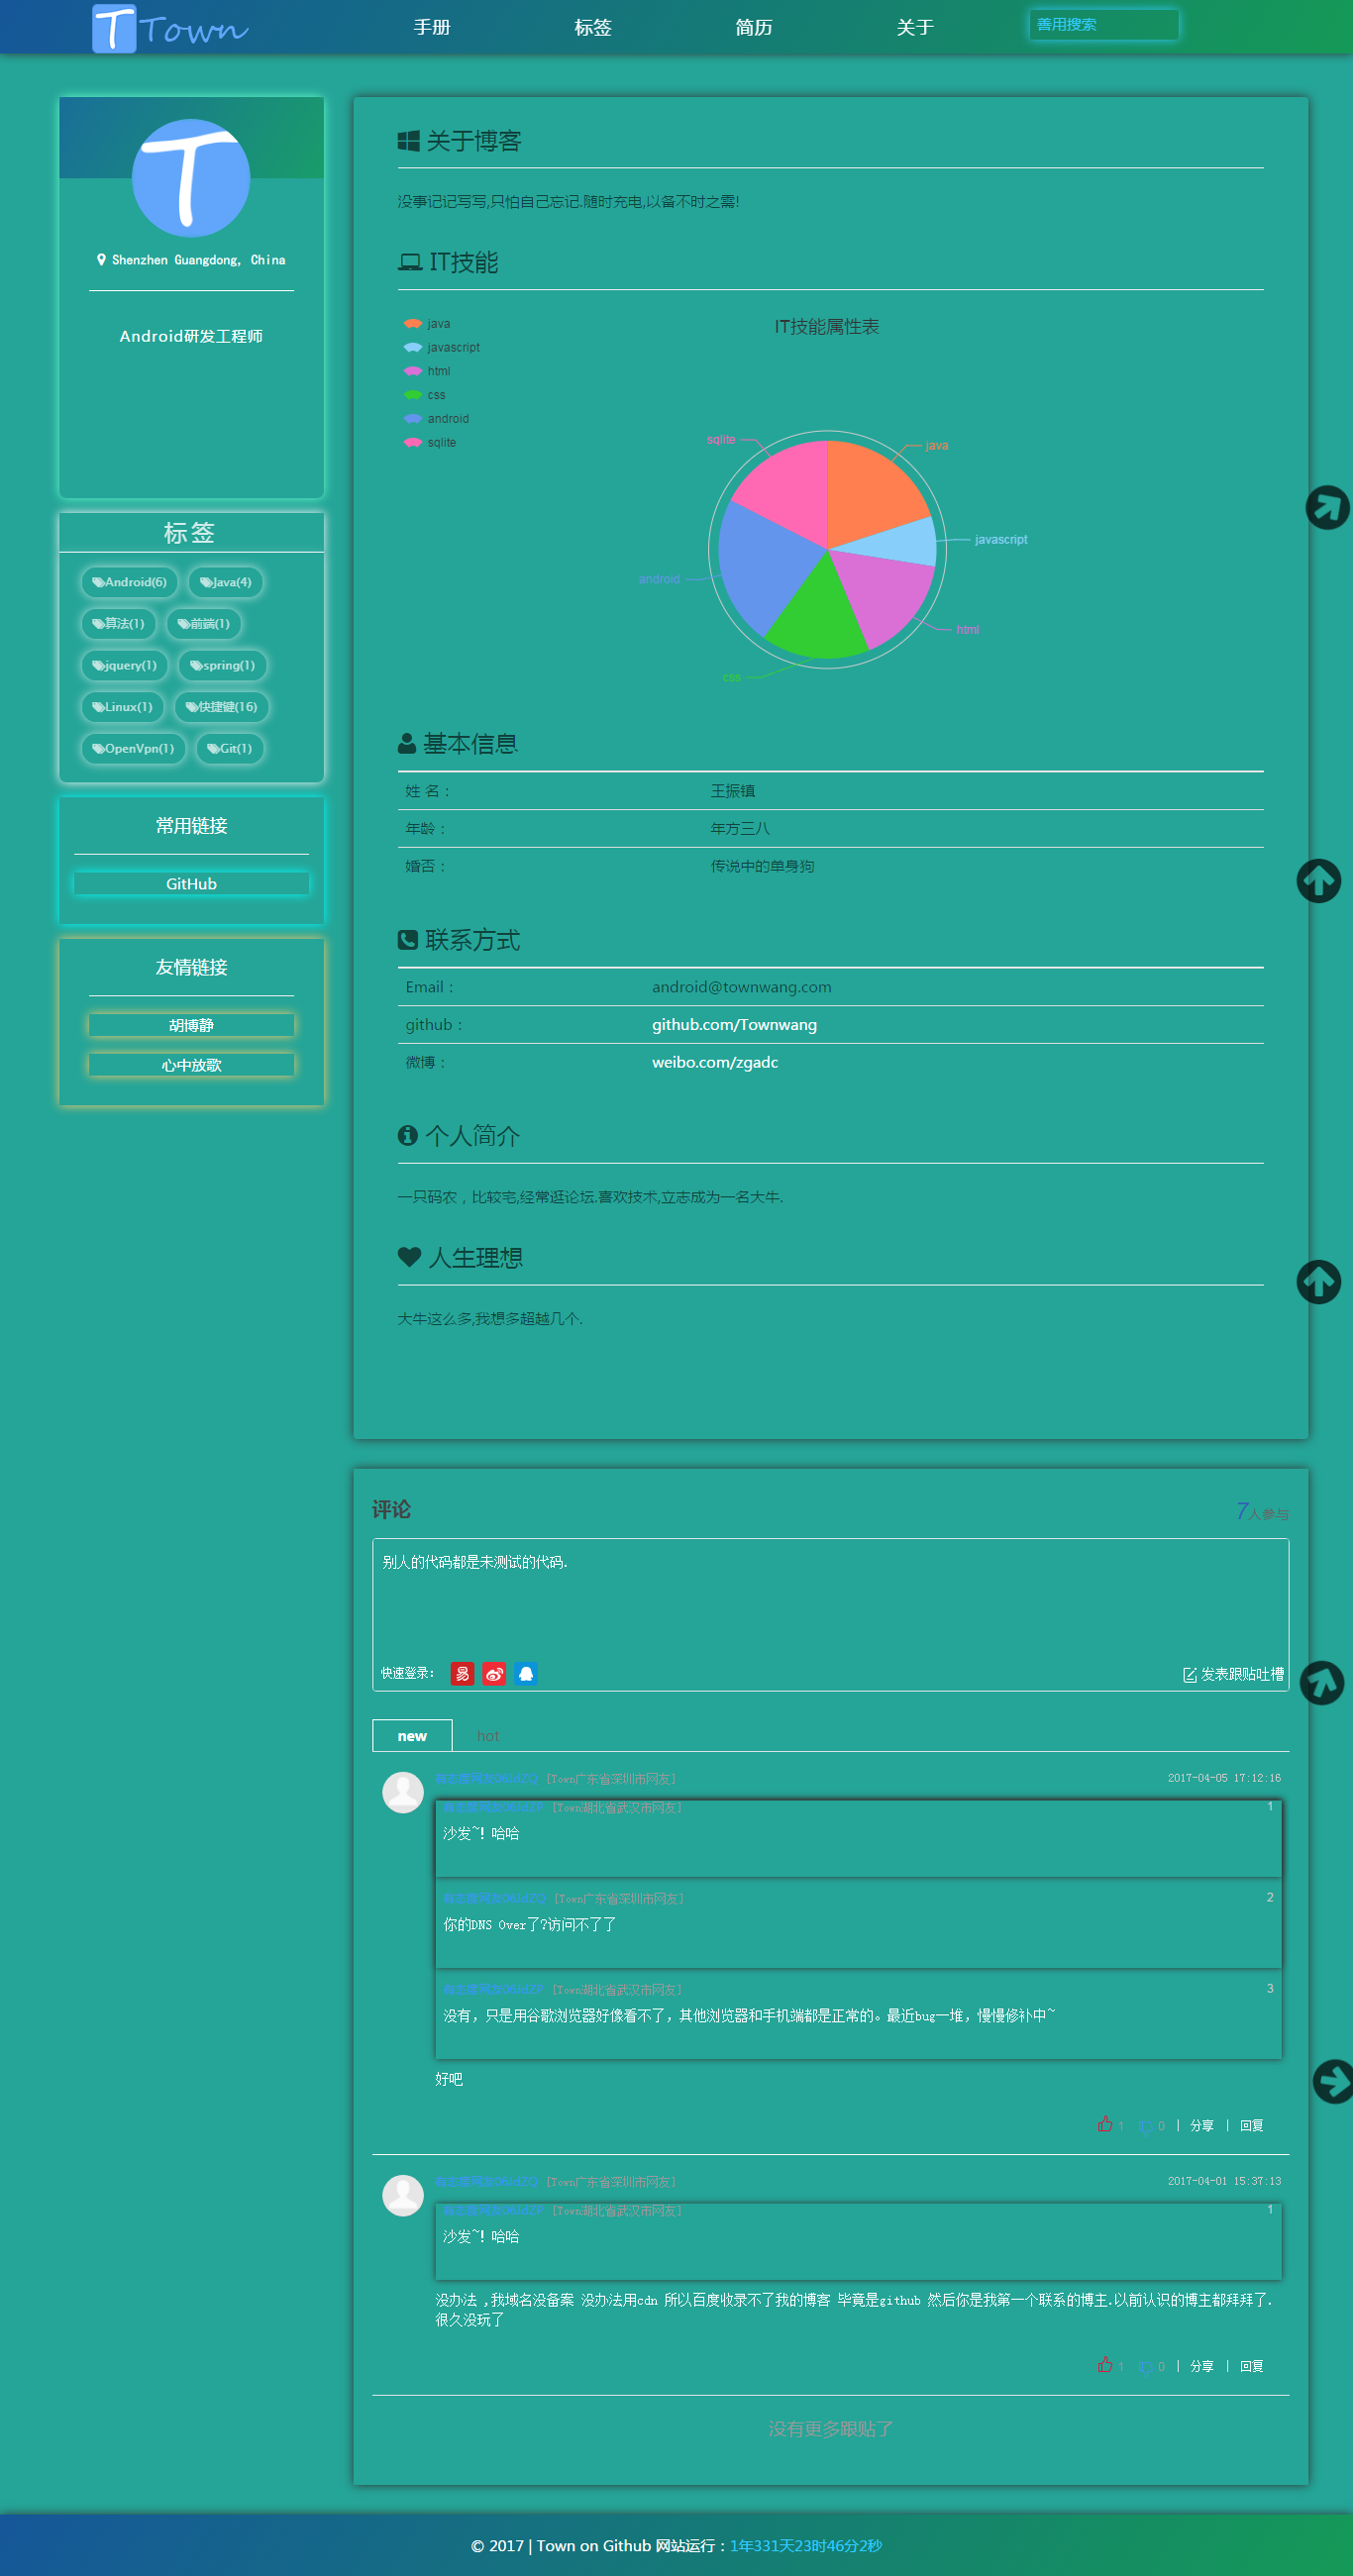 T Town
手册
标签
简历
关于
善用搜索
T
Shenzhen Guangdong, China
Android研发工程师
标签
Android(6)
Java(4)
算法(1)
前端(1)
jquery(1)
spring(1)
Linux(1)
快捷键(16)
OpenVpn(1)
Git(1)
常用链接
GitHub
友情链接
胡博静
心中放歌
关于博客
没事记记写写,只怕自己忘记.随时充电,以备不时之需!
IT技能
IT技能属性表
java
javascript
html
css
android
sqlite
sqlite
java
javascript
android
html
css
基本信息
姓 名： 王振镇
年龄： 年方三八
婚否： 传说中的单身狗
联系方式
Email： android@townwang.com
github： github.com/Townwang
微博： weibo.com/zgadc
个人简介
一只码农，比较宅,经常逛论坛.喜欢技术,立志成为一名大牛.
人生理想
大牛这么多,我想多超越几个.
评论
7人参与
别人的代码都是未测试的代码.
快速登录：
易
发表跟贴吐槽
new
hot
[Town广东省深圳市网友]
2017-04-05 17:12:16
[Town湖北省武汉市网友]
1
沙发~! 哈哈
[Town广东省深圳市网友]
2
你的DNS Over了?访问不了了
[Town湖北省武汉市网友]
3
没有，只是用谷歌浏览器好像看不了，其他浏览器和手机端都是正常的。最近bug一堆，慢慢修补中~
好吧
1 0 | 分享 | 回复
[Town广东省深圳市网友]
2017-04-01 15:37:13
[Town湖北省武汉市网友]
1
沙发~! 哈哈
没办法 ,我域名没备案 没办法用cdn 所以百度收录不了我的博客 毕竟是github 然后你是我第一个联系的博主.以前认识的博主都拜拜了.
很久没玩了
1 0 | 分享 | 回复
没有更多跟贴了
© 2017 | Town on Github 网站运行：1年331天23时46分2秒